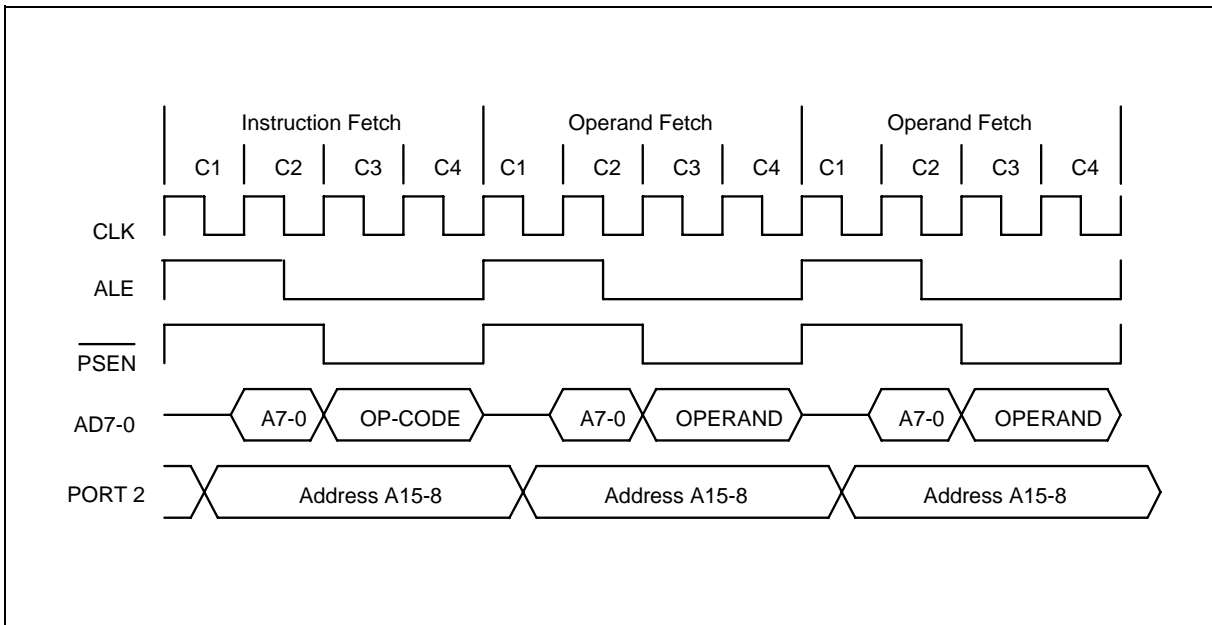 Instruction Fetch Operand Fetch Operand Fetch
C1 C2 C3 C4 C1 C2 C3 C4 C1 C2 C3 C4
CLK
ALE
PSEN
AD7-0 A7-0 OP-CODE A7-0 OPERAND A7-0 OPERAND
PORT 2 Address A15-8 Address A15-8 Address A15-8